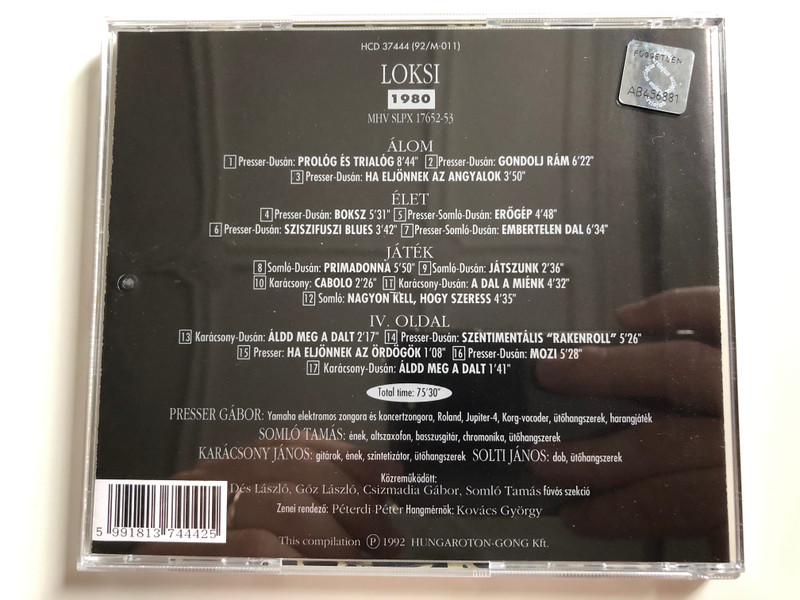 HCD 37444 (92/M-011)
LOKSI
1980
MHV SLPX 17652-53
FÜGGETLEN
AB456881
ÁLOM
1 Presser-Dusán: PROLÓG ÉS TRIALÓG 8'44" 2 Presser-Dusán: GONDOLJ RÁM 6'22"
3 Presser-Dusán: HA ELJÖNNEK AZ ANGYALOK 3'50"
ÉLET
4 Presser-Dusán: BOKSZ 5'31" 5 Presser-Somló-Dusán: ERŐGÉP 4'48"
6 Presser-Dusán: SZISZIFUSZI BLUES 3'42" 7 Presser-Somló-Dusán: EMBERTELEN DAL 6'34"
JÁTÉK
8 Somló-Dusán: PRIMADONNA 5'50" 9 Somló-Dusán: JÁTSZUNK 2'36"
10 Karácsony: CABOLO 2'26" 11 Karácsony-Dusán: A DAL A MIÉNK 4'32"
12 Somló: NAGYON KELL, HOGY SZERESS 4'35"
IV. OLDAL
13 Karácsony-Dusán: ÁLDD MEG A DALT 2'17" 14 Presser-Dusán: SZENTIMENTÁLIS "RAKENROLL" 5'26"
15 Presser: HA ELJÖNNEK AZ ÖRDÖGÖK 1'08" 16 Presser-Dusán: MOZI 5'28"
17 Karácsony-Dusán: ÁLDD MEG A DALT 1'41"
Total time: 75'30"
PRESSER GÁBOR: Yamaha elektromos zongora és koncertzongora, Roland, Jupiter-4, Korg-vocoder, ütőhangszerek, harangjáték
SOMLÓ TAMÁS: ének, altszaxofon, basszusgitár, chromonika, ütőhangszerek
KARÁCSONY JÁNOS: gitárok, ének, szintetizátor, ütőhangszerek SOLTI JÁNOS: dob, ütőhangszerek
Közreműködött:
Dés László, Gőz László, Csizmadia Gábor, Somló Tamás fúvós szekció
Zenei rendező: Péterdi Péter Hangmérnök: Kovács György
5 991813 744425
This compilation Ⓟ 1992 HUNGAROTON-GONG Kft.